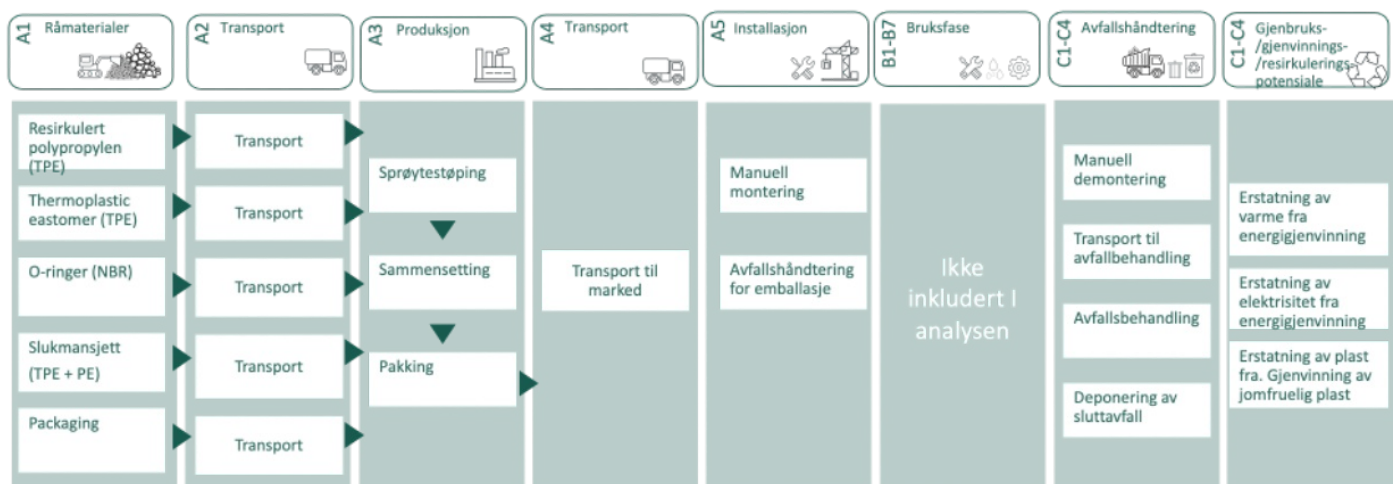 A1
Råmaterialer
A2
Transport
A3
Produksjon
A4
Transport
A5
Installasjon
B1-B7
Bruksfase
C1-C4
Avfallshåndtering
C1-C4
Gjenbruks-
/gjenvinnings-
/resirkulerings
potensiale
Resirkulert
polypropylen
(TPE)
Thermoplastic
eastomer (TPE)
O-ringer (NBR)
Slukmansjett
(TPE + PE)
Packaging
Transport
Transport
Transport
Transport
Transport
Sprøytestøping
Sammensetting
Pakking
Transport til
marked
Manuell
montering
Avfallshåndtering
for emballasje
Ikke
inkludert I
analysen
Manuell
demontering
Transport til
avfallbehandling
Avfallsbehandling
Deponering av
sluttavfall
Erstatning av
varme fra
energigjenvinning
Erstatning av
elektrisitet fra
energigjenvinning
Erstatning av plast
fra. Gjenvinning av
jomfruelig plast